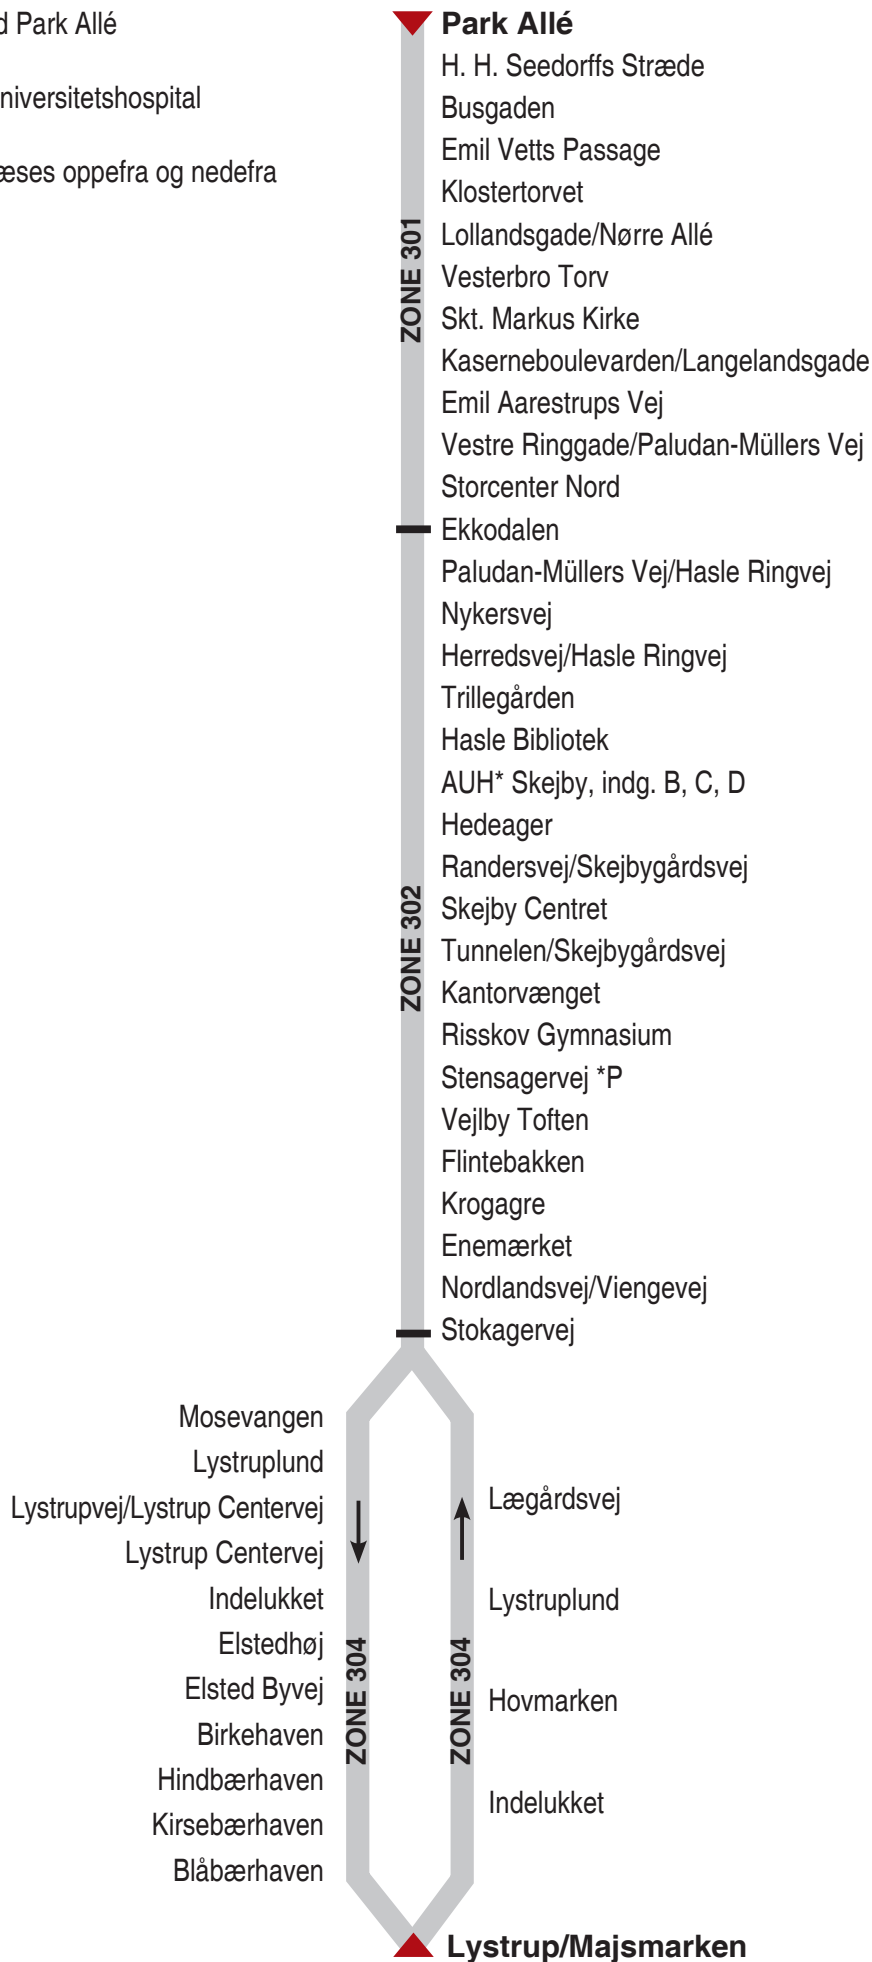 d Park Allé
niversitetshospital
æses oppefra og nedefra
Park Allé
H. H. Seedorffs Stræde
Busgaden
Emil Vetts Passage
Klostertorvet
Lollandsgade/Nørre Allé
Vesterbro Torv
Skt. Markus Kirke
Kaserneboulevarden/Langelandsgade
Emil Aarestrups Vej
Vestre Ringgade/Paludan-Müllers Vej
Storcenter Nord
ZONE 301
Ekkodalen
Paludan-Müllers Vej/Hasle Ringvej
Nykersvej
Herredsvej/Hasle Ringvej
Trillegården
Hasle Bibliotek
AUH* Skejby, indg. B, C, D
Hedeager
Randersvej/Skejbygårdsvej
Skejby Centret
Tunnelen/Skejbygårdsvej
Kantorvænget
Risskov Gymnasium
Stensagervej *P
Vejlby Toften
Flintebakken
Krogagre
Enemærket
Nordlandsvej/Viengevej
Stokagervej
ZONE 302
Mosevangen
Lystruplund
Lystrupvej/Lystrup Centervej
Lystrup Centervej
Indelukket
Elstedhøj
Elsted Byvej
Birkehaven
Hindbærhaven
Kirsebærhaven
Blåbærhaven
ZONE 304
ZONE 304
Lægårdsvej
Lystruplund
Hovmarken
Indelukket
Lystrup/Majsmarken